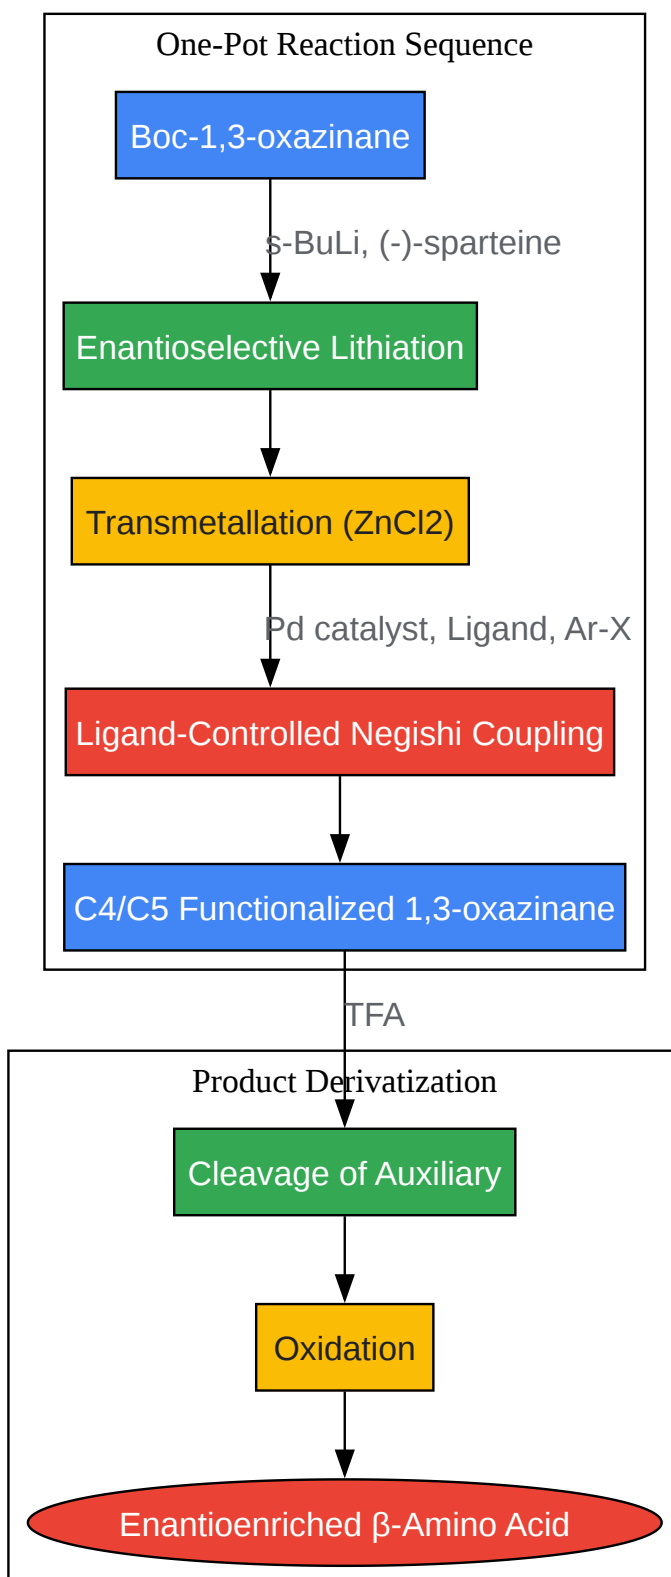 One-Pot Reaction Sequence
Boc-1,3-oxazinane
s-BuLi, (-)-sparteine
Enantioselective Lithiation
Transmetallation (ZnCl2)
Pd catalyst, Ligand, Ar-X
Ligand-Controlled Negishi Coupling
C4/C5 Functionalized 1,3-oxazinane
TFA
Product Derivatization
Cleavage of Auxiliary
Oxidation
Enantioenriched β-Amino Acid